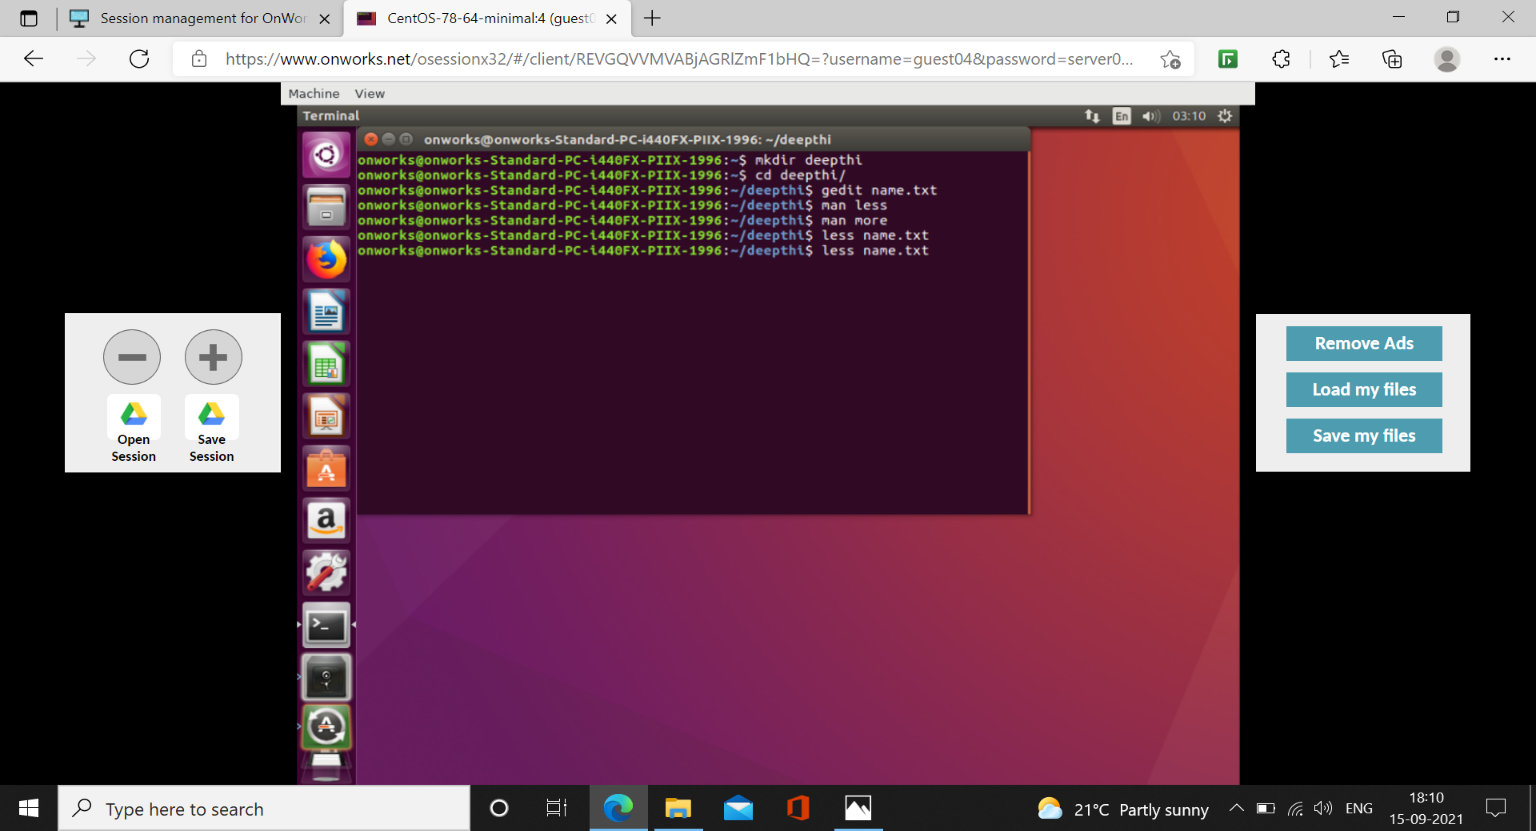 Session management for OnWor
CentOS-78-64-minimal:4 (guest0
https://www.onworks.net/osessionx32/#/client/REVGQVVMVABjAGRlZmF1bHQ=?username=guest04&password=server0...
Machine View
Terminal
En
03:10
onworks@onworks-Standard-PC-i440FX-PIIX-1996: ~/deepthi
onworks@onworks-Standard-PC-i440FX-PIIX-1996:~$ mkdir deepthi
onworks@onworks-Standard-PC-i440FX-PIIX-1996:~$ cd deepthi/
onworks@onworks-Standard-PC-i440FX-PIIX-1996:~/deepthi$ gedit name.txt
onworks@onworks-Standard-PC-i440FX-PIIX-1996:~/deepthi$ man less
onworks@onworks-Standard-PC-i440FX-PIIX-1996:~/deepthi$ man more
onworks@onworks-Standard-PC-i440FX-PIIX-1996:~/deepthi$ less name.txt
onworks@onworks-Standard-PC-i440FX-PIIX-1996:~/deepthi$ less name.txt
Open
Session
Save
Session
Remove Ads
Load my files
Save my files
Type here to search
21°C Partly sunny
ENG
18:10
15-09-2021